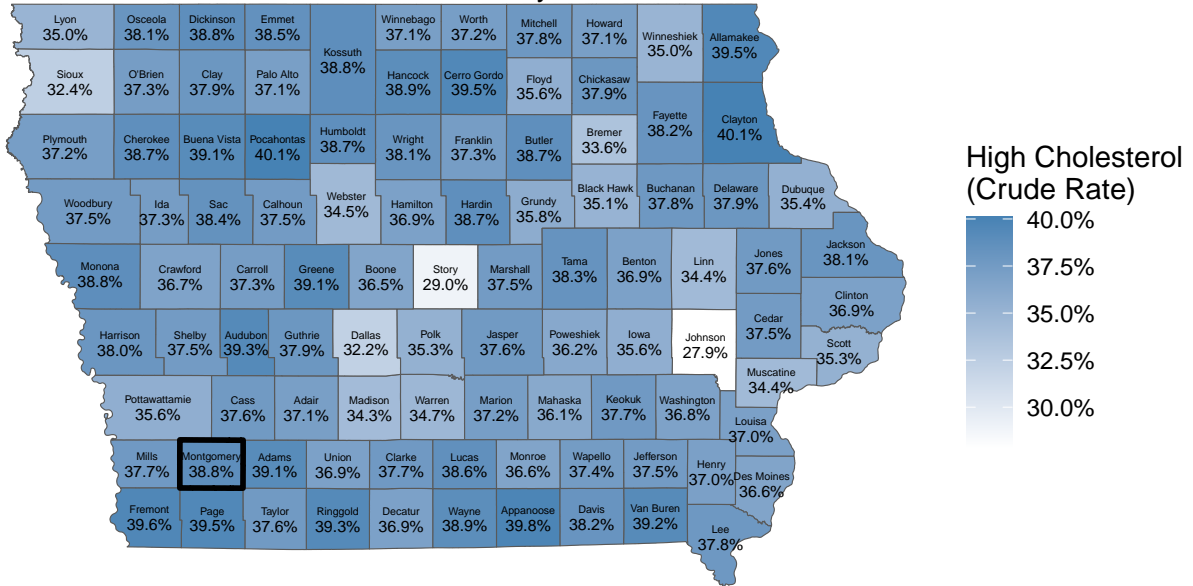 Lyon
35.0%
Osceola
38.1%
Dickinson
38.8%
Emmet
38.5%
Kossuth
38.8%
Winnebago
37.1%
Worth
37.2%
Mitchell
37.8%
Howard
37.1%
Winneshiek
35.0%
Allamakee
39.5%
Sioux
32.4%
O'Brien
37.3%
Clay
37.9%
Palo Alto
37.1%
Hancock
38.9%
Cerro Gordo
39.5%
Floyd
35.6%
Chickasaw
37.9%
Fayette
38.2%
Clayton
40.1%
Plymouth
37.2%
Cherokee
38.7%
Buena Vista
39.1%
Pocahontas
40.1%
Humboldt
38.7%
Wright
38.1%
Franklin
37.3%
Butler
38.7%
Bremer
33.6%
Woodbury
37.5%
Ida
37.3%
Sac
38.4%
Calhoun
37.5%
Webster
34.5%
Hamilton
36.9%
Hardin
38.7%
Grundy
35.8%
Black Hawk
35.1%
Buchanan
37.8%
Delaware
37.9%
Dubuque
35.4%
Monona
38.8%
Crawford
36.7%
Carroll
37.3%
Greene
39.1%
Boone
36.5%
Story
29.0%
Marshall
37.5%
Tama
38.3%
Benton
36.9%
Linn
34.4%
Jones
37.6%
Jackson
38.1%
Clinton
36.9%
Harrison
38.0%
Shelby
37.5%
Audubon
39.3%
Guthrie
37.9%
Dallas
32.2%
Polk
35.3%
Jasper
37.6%
Poweshiek
36.2%
Iowa
35.6%
Johnson
27.9%
Cedar
37.5%
Scott
35.3%
Muscatine
34.4%
Pottawattamie
35.6%
Cass
37.6%
Adair
37.1%
Madison
34.3%
Warren
34.7%
Marion
37.2%
Mahaska
36.1%
Keokuk
37.7%
Washington
36.8%
Louisa
37.0%
Mills
37.7%
Montgomery
38.8%
Adams
39.1%
Union
36.9%
Clarke
37.7%
Lucas
38.6%
Monroe
36.6%
Wapello
37.4%
Jefferson
37.5%
Henry
37.0%
Des Moines
36.6%
Fremont
39.6%
Page
39.5%
Taylor
37.6%
Ringgold
39.3%
Decatur
36.9%
Wayne
38.9%
Appanoose
39.8%
Davis
38.2%
Van Buren
39.2%
Lee
37.8%
High Cholesterol
(Crude Rate)
40.0%
37.5%
35.0%
32.5%
30.0%